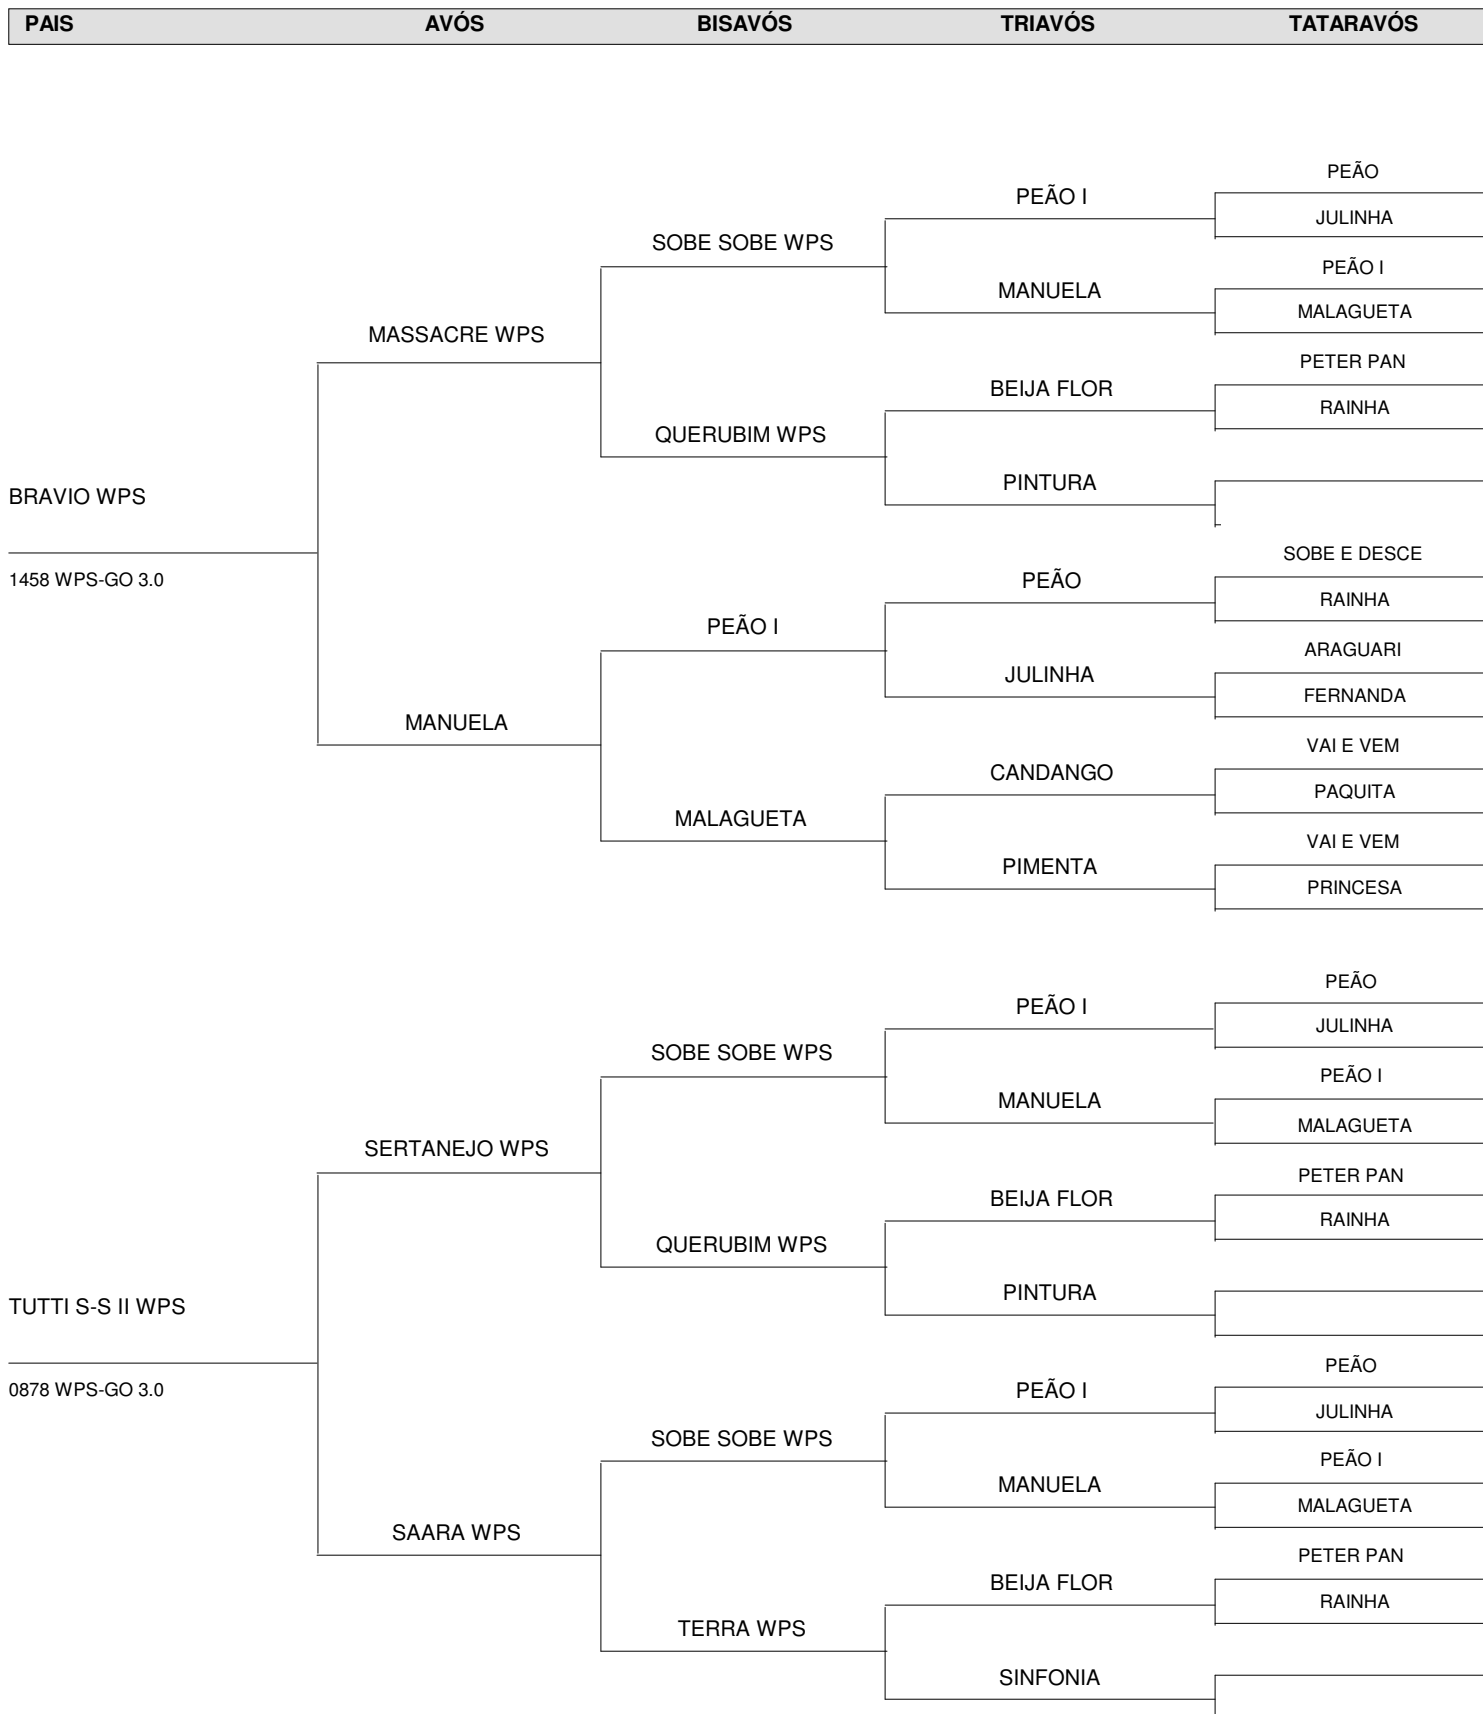 PAIS AVÓS BISAVÓS TRIAVÓS TATARAVÓS
PEÃO
PEÃO I
JULINHA
SOBE SOBE WPS
PEÃO I
MANUELA
MALAGUETA
MASSACRE WPS
PETER PAN
BEIJA FLOR
RAINHA
QUERUBIM WPS
PINTURA
BRAVIO WPS
SOBE E DESCE
1458 WPS-GO 3.0
PEÃO
RAINHA
PEÃO I
ARAGUARI
JULINHA
FERNANDA
MANUELA
VAI E VEM
CANDANGO
PAQUITA
MALAGUETA
VAI E VEM
PIMENTA
PRINCESA
PEÃO
PEÃO I
JULINHA
SOBE SOBE WPS
PEÃO I
MANUELA
MALAGUETA
SERTANEJO WPS
PETER PAN
BEIJA FLOR
RAINHA
QUERUBIM WPS
PINTURA
TUTTI S-S II WPS
PEÃO
0878 WPS-GO 3.0
PEÃO I
JULINHA
SOBE SOBE WPS
PEÃO I
MANUELA
MALAGUETA
SAARA WPS
PETER PAN
BEIJA FLOR
RAINHA
TERRA WPS
SINFONIA